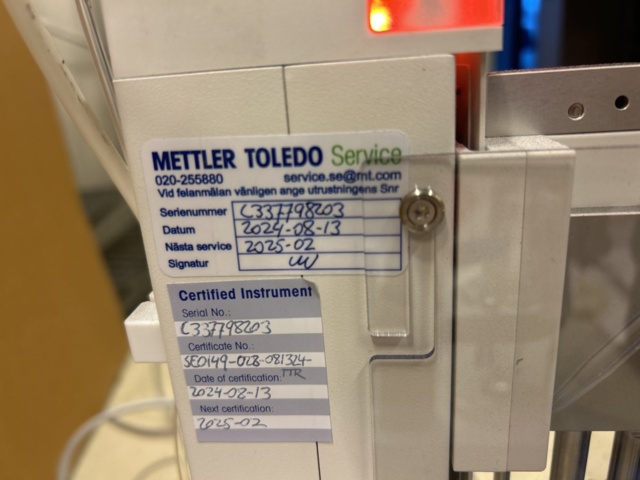 METTLER TOLEDO Service
020-255880 service.se@mt.com
Vid felanmälan vänligen ange utrustningens Snr
Serienummer C337798203
Datum 2024-08-13
Nästa service 2025-02
Signatur
Certified Instrument
Serial No.:
C337798203
Certificate No.:
SE0149-028-081324-
TTR
Date of certification:
2024-08-13
Next certification:
2025-02